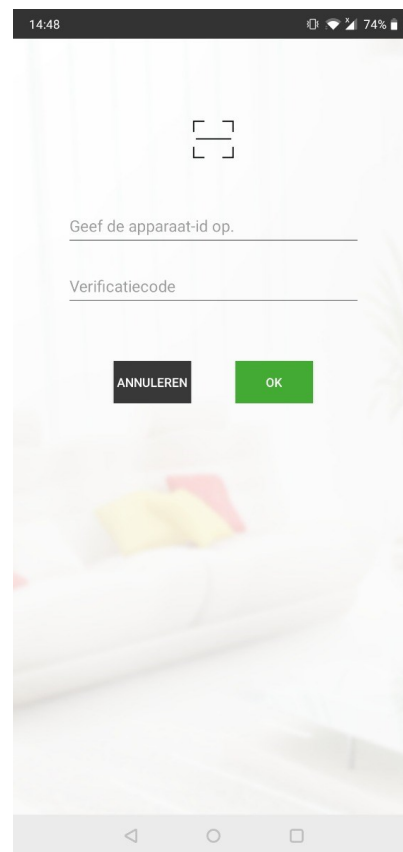 14:48
74%
Geef de apparaat-id op.
Verificatiecode
ANNULEREN
OK